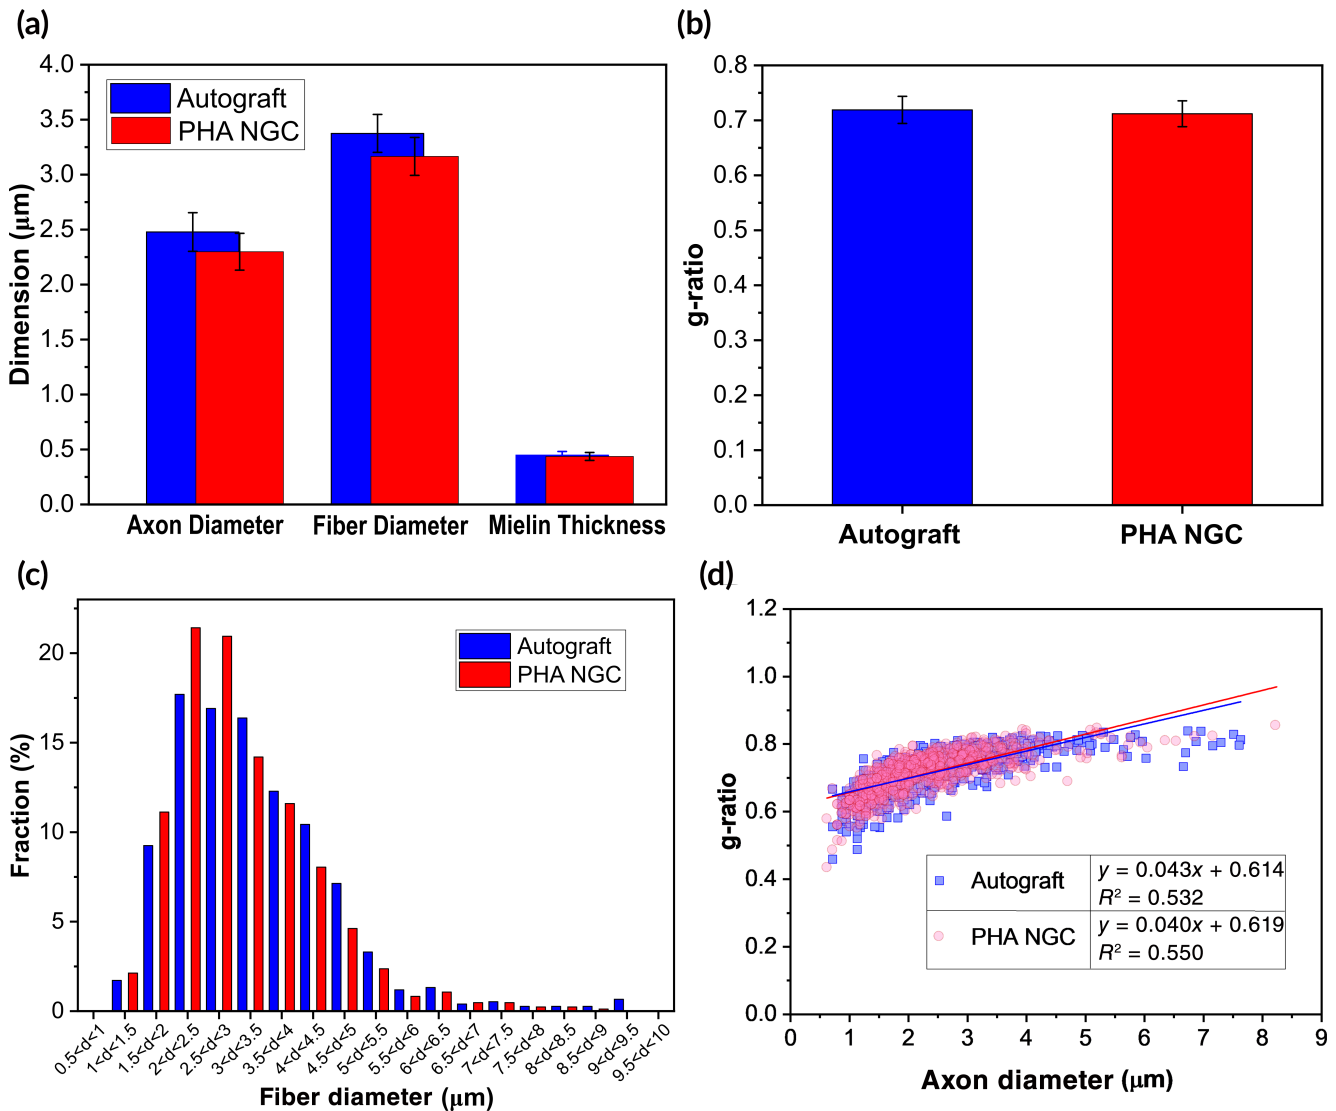 (a)
4.0
3.5
3.0
2.5
2.0
1.5
1.0
0.5
0.0
Dimension (μm)
Autograft
PHA NGC
Axon Diameter
Fiber Diameter
Mielin Thickness
(b)
0.8
0.7
0.6
0.5
0.4
0.3
0.2
0.1
0.0
g-ratio
Autograft
PHA NGC
(c)
20
15
10
5
0
Fraction (%)
Autograft
PHA NGC
0.5<d<1
1<d<1.5
1.5<d<2
2<d<2.5
2.5<d<3
3<d<3.5
3.5<d<4
4<d<4.5
4.5<d<5
5<d<5.5
5.5<d<6
6<d<6.5
6.5<d<7
7<d<7.5
7.5<d<8
8<d<8.5
8.5<d<9
9<d<9.5
9.5<d<10
Fiber diameter (μm)
(d)
1.2
1.0
0.8
0.6
0.4
0.2
0.0
g-ratio
Autograft
y = 0.043x + 0.614
R² = 0.532
PHA NGC
y = 0.040x + 0.619
R² = 0.550
0 1 2 3 4 5 6 7 8 9
Axon diameter (μm)